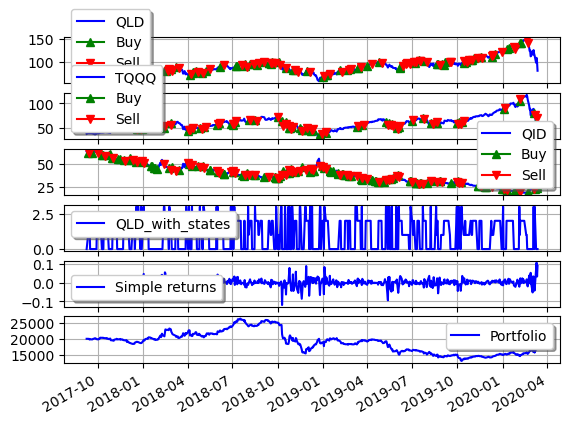 QLD
Buy
Sell
150
100
TQQQ
Buy
Sell
100
50
QID
Buy
Sell
50
25
QLD_with_states
2.5
0.0
Simple returns
0.1
0.0
−0.1
Portfolio
25000
20000
15000
2017-10
2018-01
2018-04
2018-07
2018-10
2019-01
2019-04
2019-07
2019-10
2020-01
2020-04